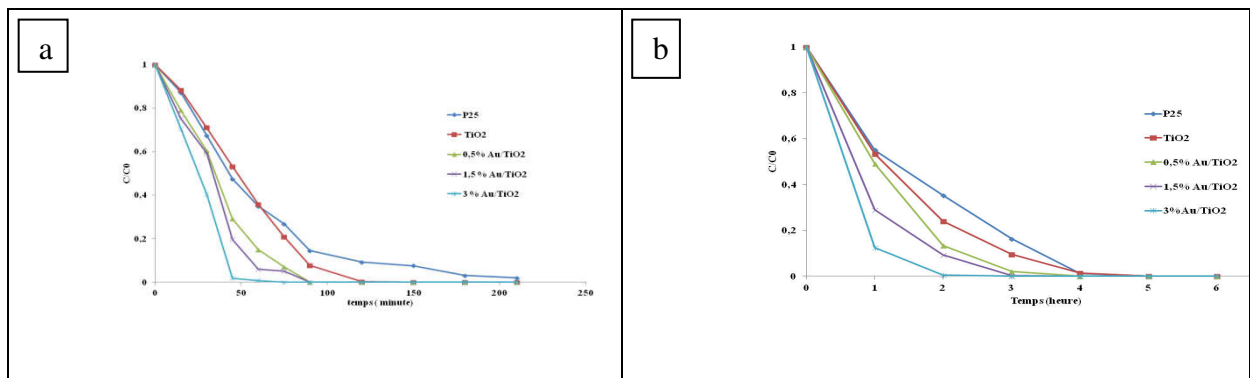 a
1
0,8
0,6
0,4
0,2
0
C/C0
0
50
100
150
200
250
temps( minute)
P25
TiO2
0,5% Au/TiO2
1,5% Au/TiO2
3 % Au/TiO2
b
1
0,8
0,6
0,4
0,2
0
C/C0
0
1
2
3
4
5
6
Temps (heure)
P25
TiO2
0,5% Au/TiO2
1,5% Au/TiO2
3%Au/TiO2